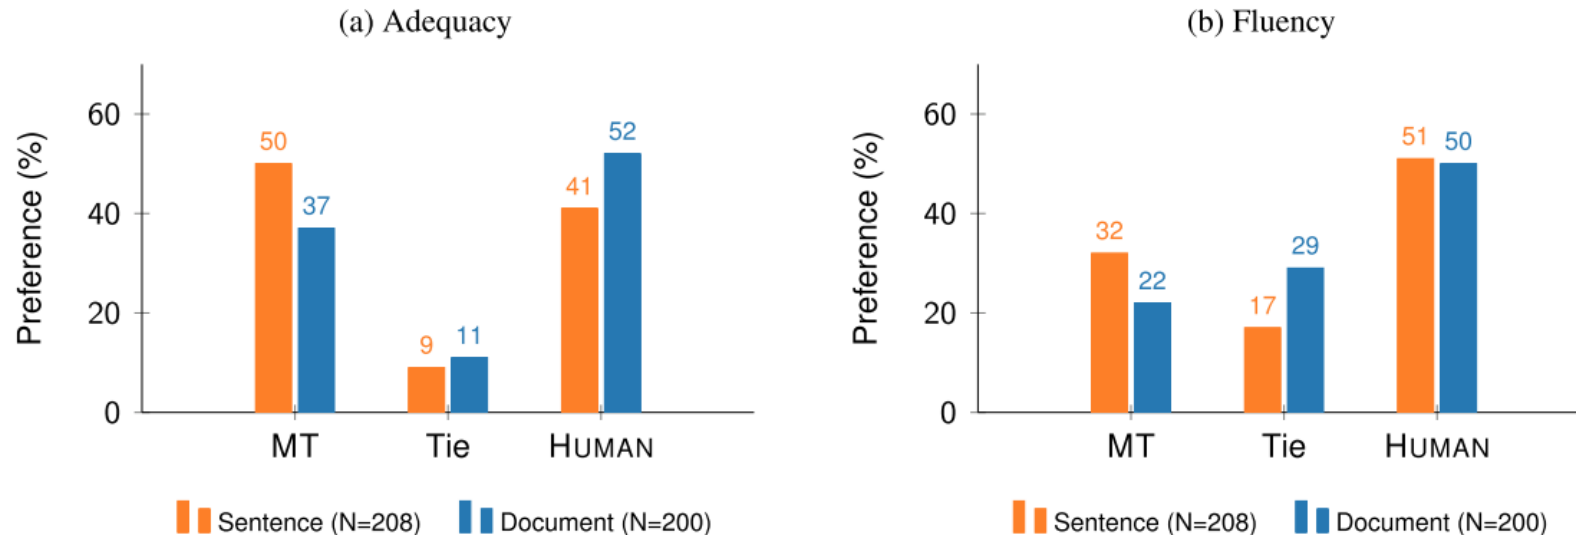 (a) Adequacy
Preference (%)
60
40
20
0
50
37
9
11
41
52
MT
Tie
HUMAN
Sentence (N=208)
Document (N=200)
(b) Fluency
Preference (%)
60
40
20
0
32
22
17
29
51
50
MT
Tie
HUMAN
Sentence (N=208)
Document (N=200)